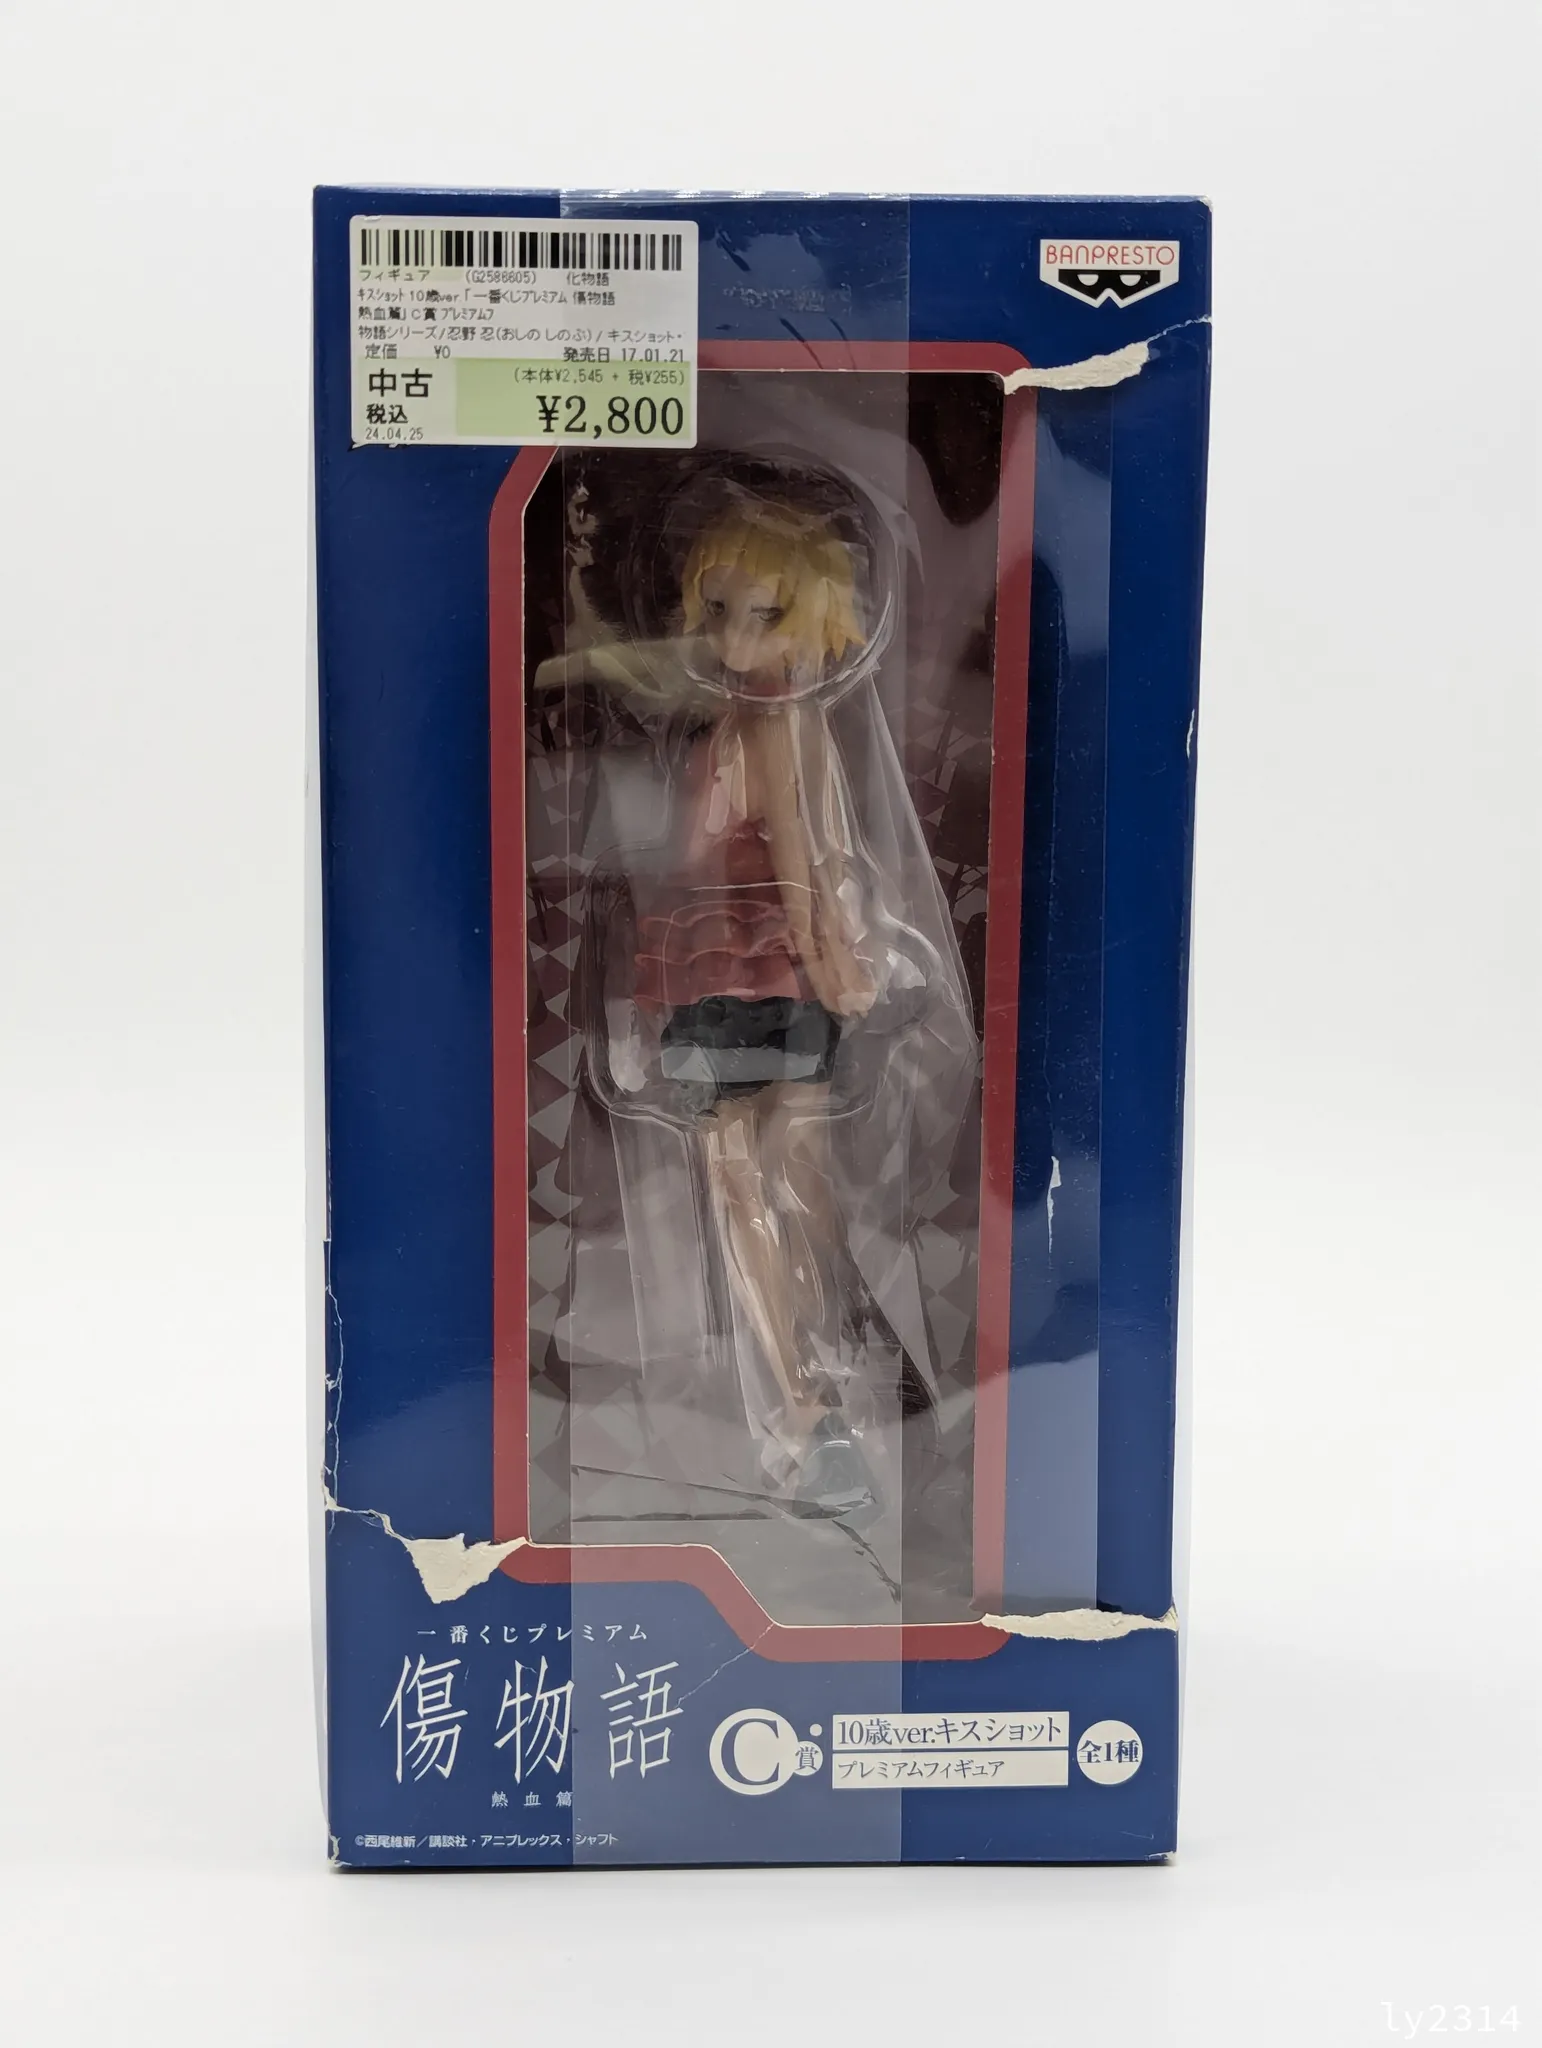 フィギュア (G2586605) 化物語
キスショット 10歳ver.「一番くじプレミアム 傷物語
熱血篇」C賞 プレミアムフ
物語シリーズ/忍野 忍(おしの しのぶ) / キスショット・
定価 ¥0 発売日 17.01.21
中古 (本体¥2,545 + 税¥255)
税込 ¥2,800
24.04.25
BANPRESTO
一番くじプレミアム
傷物語
熱血篇
C賞
10歳ver.キスショット
プレミアムフィギュア
全1種
©西尾維新／講談社・アニプレックス・シャフト
ly2314